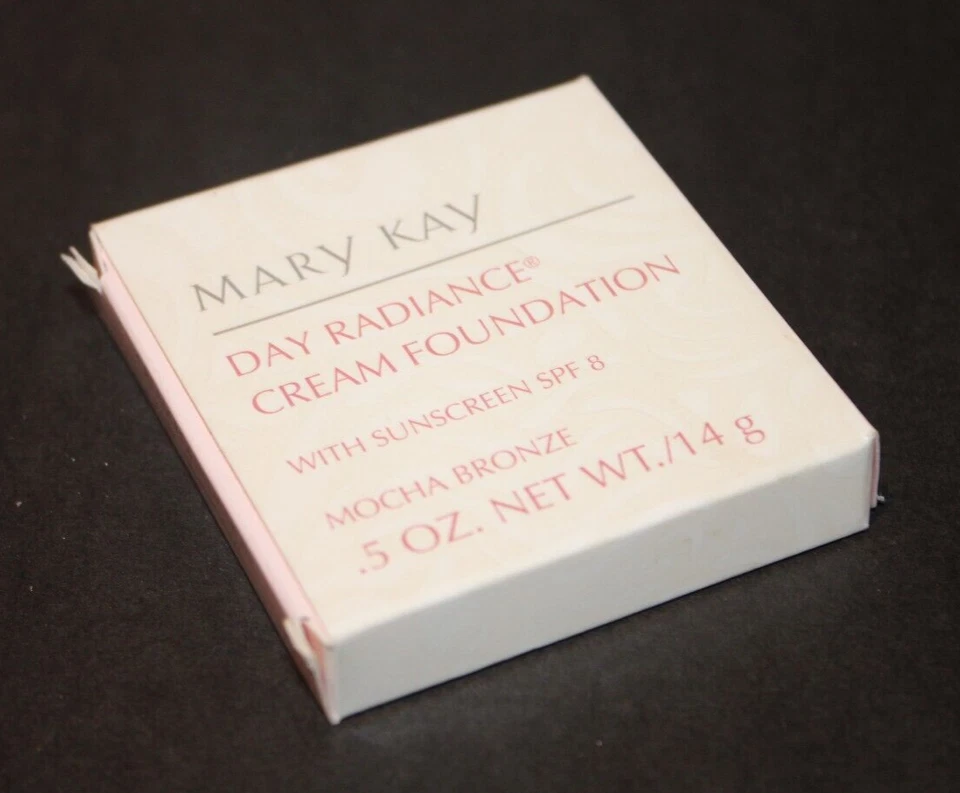 MARY KAY
DAY RADIANCE®
CREAM FOUNDATION
WITH SUNSCREEN SPF 8
MOCHA BRONZE
.5 OZ. NET WT./14 g